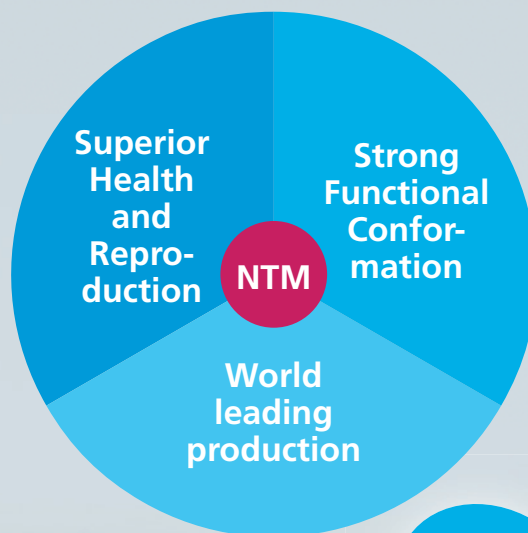 Superior
Health
and
Repro-
duction
Strong
Functional
Confor-
mation
NTM
World
leading
production